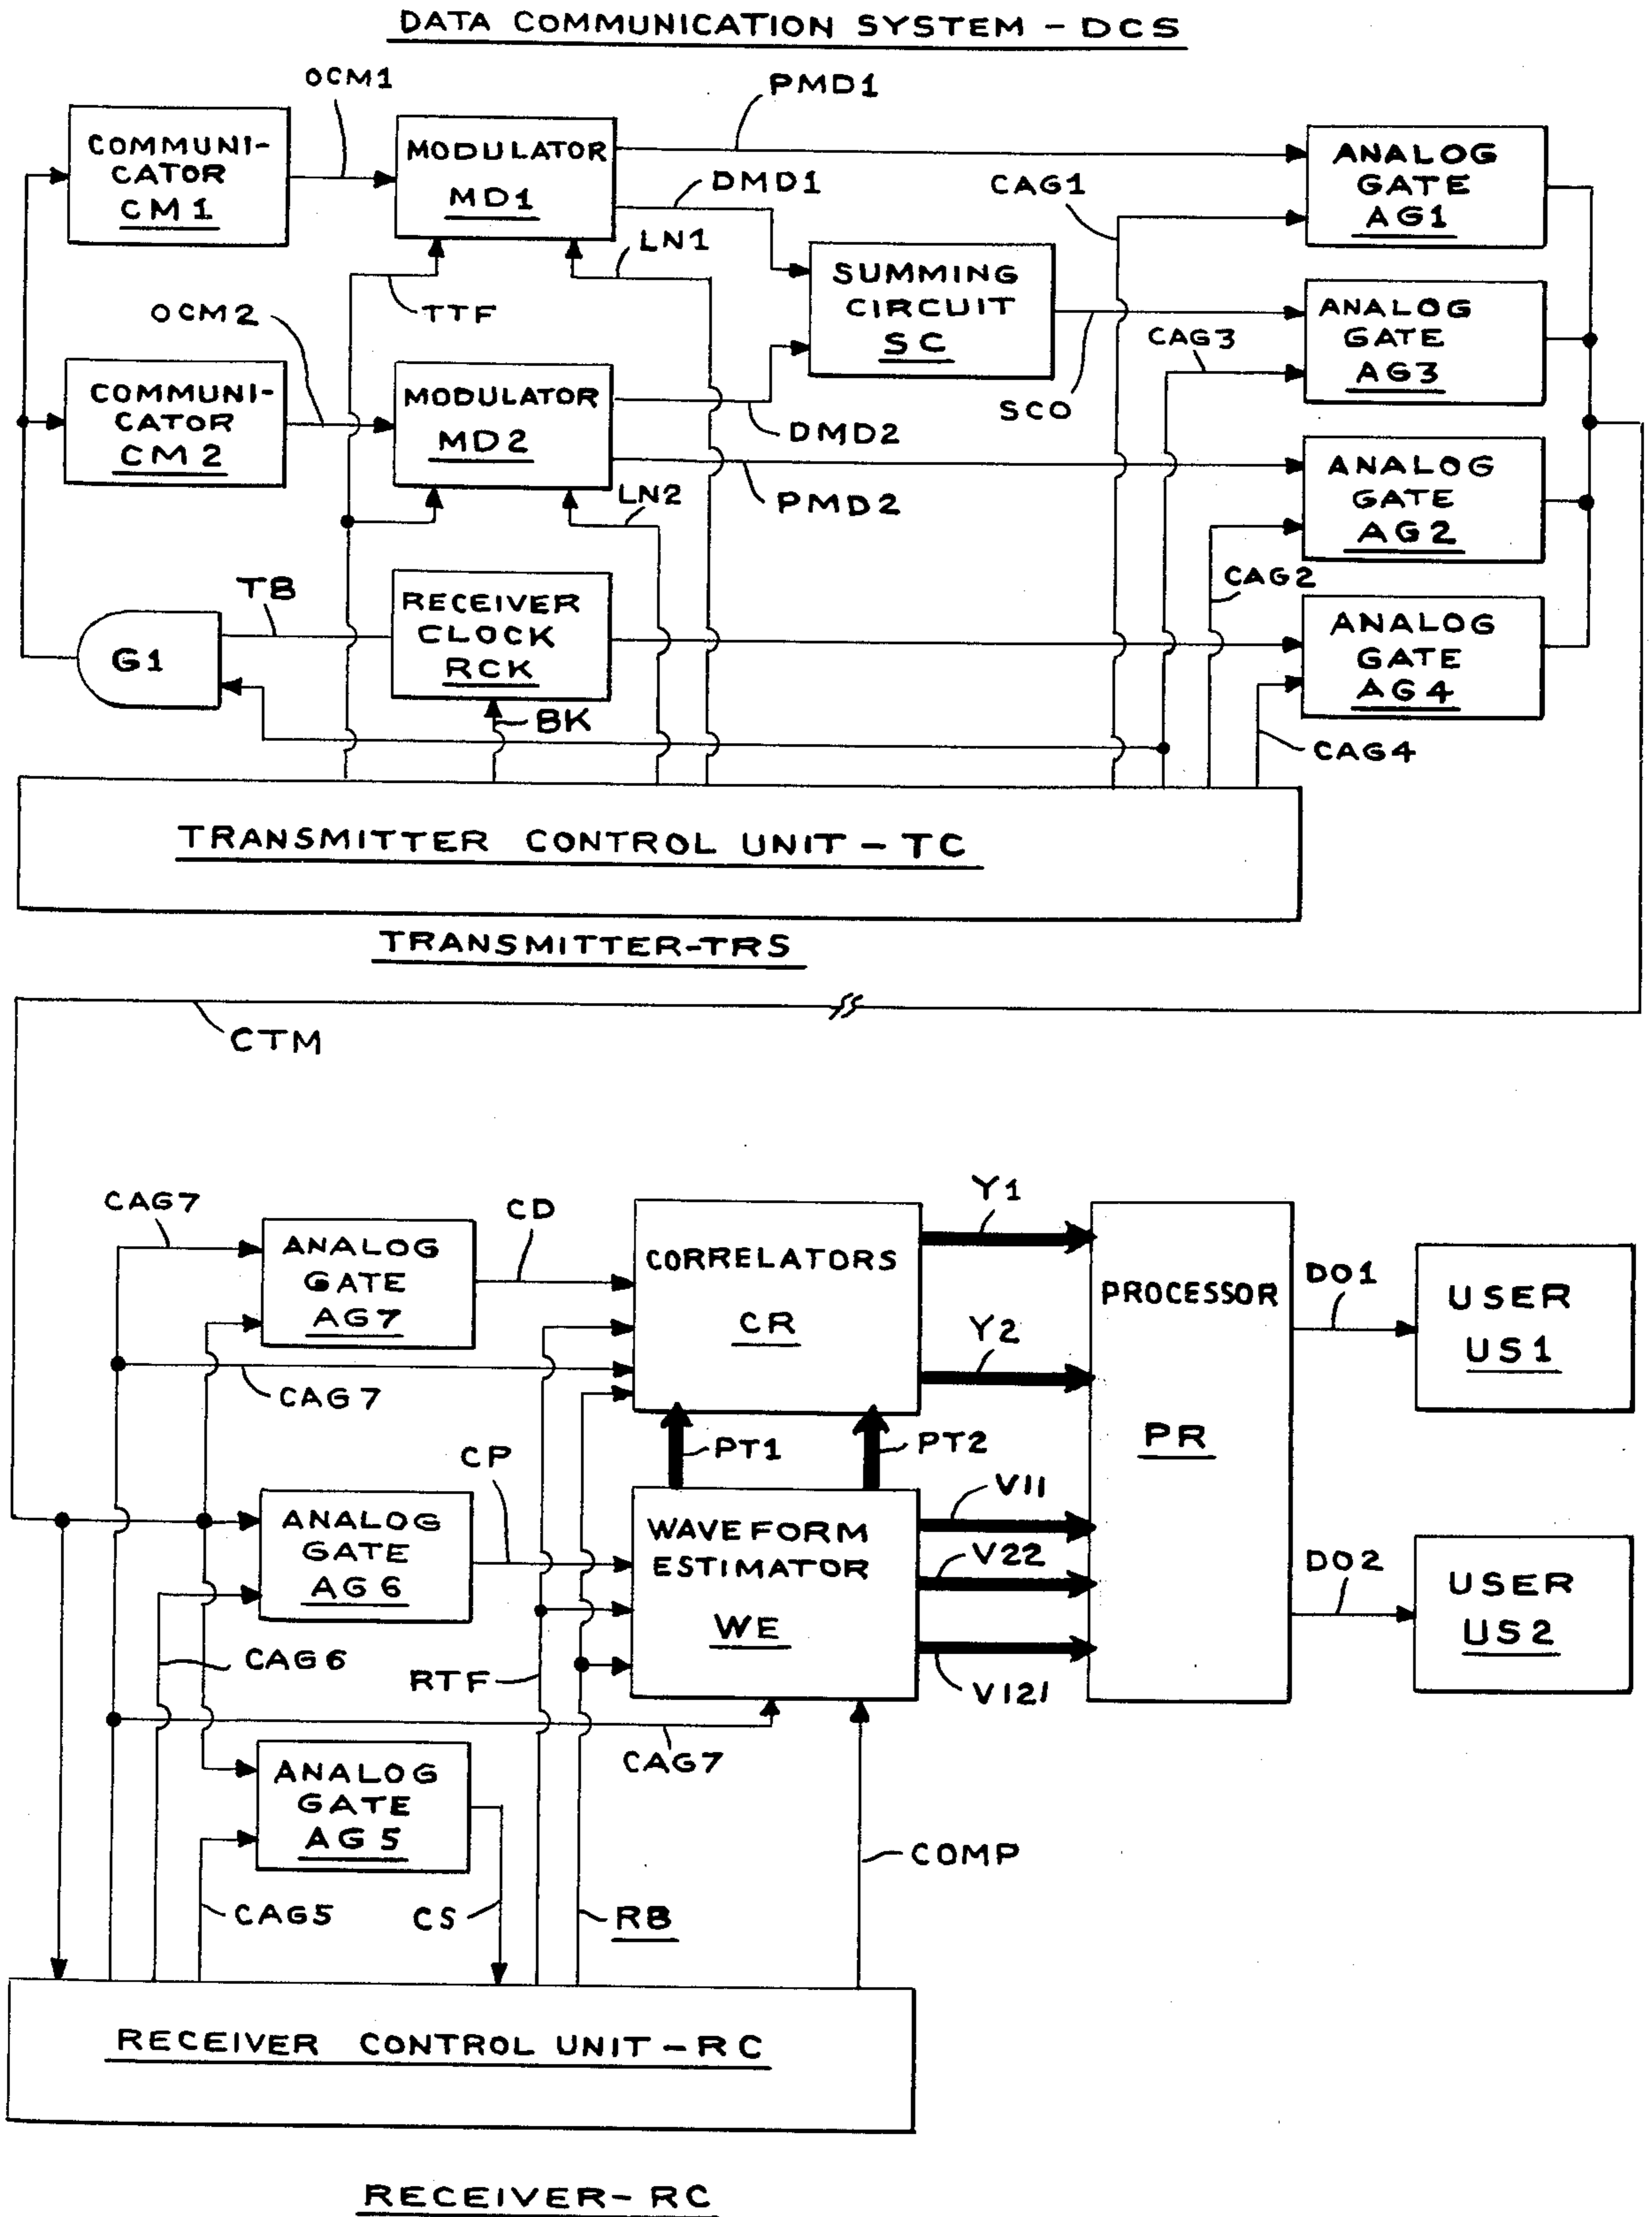 DATA COMMUNICATION SYSTEM - DCS
OCM1
PMD1
COMMUNI-
CATOR
CM1
MODULATOR
MD1
DMD1
CAG1
ANALOG
GATE
AG1
LN1
TTF
SUMMING
CIRCUIT
SC
OCM2
CAG3
ANALOG
GATE
AG3
COMMUNI-
CATOR
CM2
MODULATOR
MD2
DMD2
SCO
LN2
PMD2
ANALOG
GATE
AG2
TB
RECEIVER
CLOCK
RCK
CAG2
G1
BK
ANALOG
GATE
AG4
CAG4
TRANSMITTER CONTROL UNIT - TC
TRANSMITTER-TRS
CTM
CAG7
ANALOG
GATE
AG7
CD
CORRELATORS
CR
Y1
Y2
PROCESSOR
PR
DO1
USER
US1
CAG7
PT1
PT2
CP
ANALOG
GATE
AG6
WAVEFORM
ESTIMATOR
WE
V11
V22
V121
DO2
USER
US2
CAG6
RTF
CAG7
ANALOG
GATE
AG5
COMP
CAG5
CS
RB
RECEIVER CONTROL UNIT - RC
RECEIVER- RC